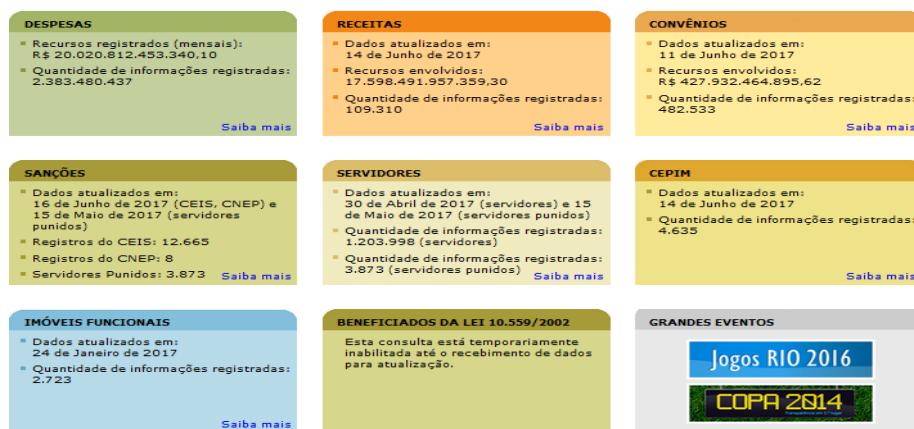 DESPESAS
Recursos registrados (mensais):
R$ 20.020.812.453.340,10
Quantidade de informações registradas:
2.383.480.437
Saiba mais
RECEITAS
Dados atualizados em:
14 de Junho de 2017
Recursos envolvidos:
17.598.491.957.359,30
Quantidade de informações registradas:
109.310
Saiba mais
CONVÊNIOS
Dados atualizados em:
11 de Junho de 2017
Recursos envolvidos:
R$ 427.932.464.895,62
Quantidade de informações registradas:
482.533
Saiba mais
SANÇÕES
Dados atualizados em:
16 de Junho de 2017 (CEIS, CNEP) e
15 de Maio de 2017 (servidores
punidos)
Registros do CEIS: 12.665
Registros do CNEP: 8
Servidores Punidos: 3.873 Saiba mais
SERVIDORES
Dados atualizados em:
30 de Abril de 2017 (servidores) e 15
de Maio de 2017 (servidores punidos)
Quantidade de informações registradas:
1.203.998 (servidores)
Quantidade de informações registradas:
3.873 (servidores punidos) Saiba mais
CEPIM
Dados atualizados em:
14 de Junho de 2017
Quantidade de informações registradas:
4.635
Saiba mais
IMÓVEIS FUNCIONAIS
Dados atualizados em:
24 de Janeiro de 2017
Quantidade de informações registradas:
2.723
Saiba mais
BENEFICIADOS DA LEI 10.559/2002
Esta consulta está temporariamente
inabilitada até o recebimento de dados
para atualização.
GRANDES EVENTOS
Jogos RIO 2016
COPA 2014
Transparência em 1º lugar